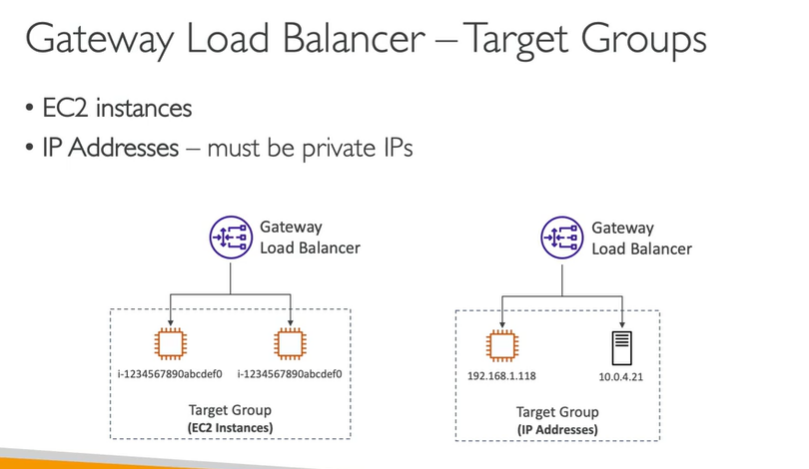 Gateway Load Balancer – Target Groups
• EC2 instances
• IP Addresses – must be private IPs
Gateway
Load Balancer
i-1234567890abcdef0
i-1234567890abcdef0
Target Group
(EC2 Instances)
Gateway
Load Balancer
192.168.1.118
10.0.4.21
Target Group
(IP Addresses)